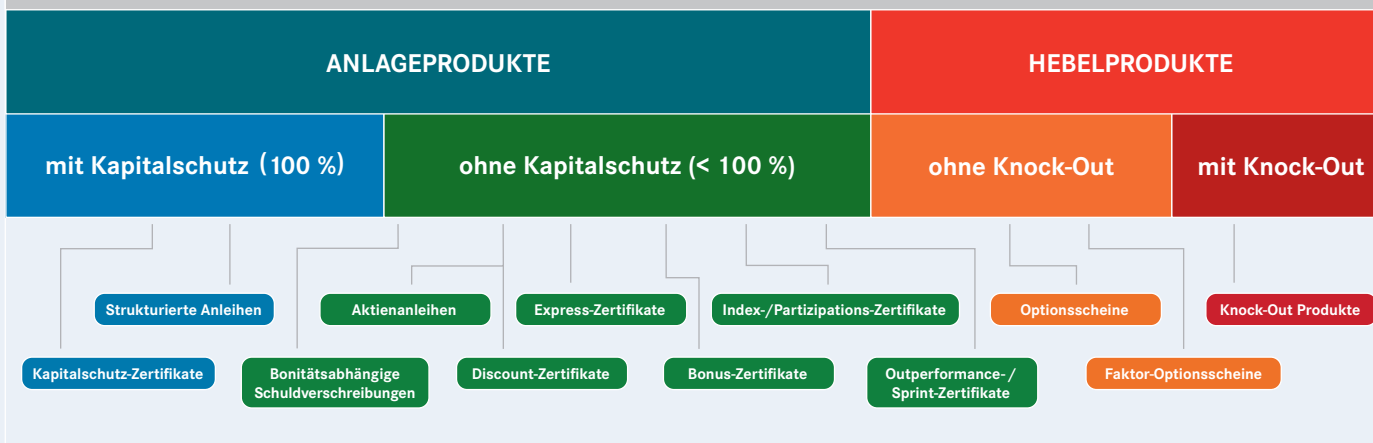 ANLAGEPRODUKTE
HEBELPRODUKTE
mit Kapitalschutz (100 %)
ohne Kapitalschutz (< 100 %)
ohne Knock-Out
mit Knock-Out
Strukturierte Anleihen
Aktienanleihen
Express-Zertifikate
Index-/Partizipations-Zertifikate
Optionsscheine
Knock-Out Produkte
Kapitalschutz-Zertifikate
Bonitätsabhängige
Schuldverschreibungen
Discount-Zertifikate
Bonus-Zertifikate
Outperformance-/
Sprint-Zertifikate
Faktor-Optionsscheine